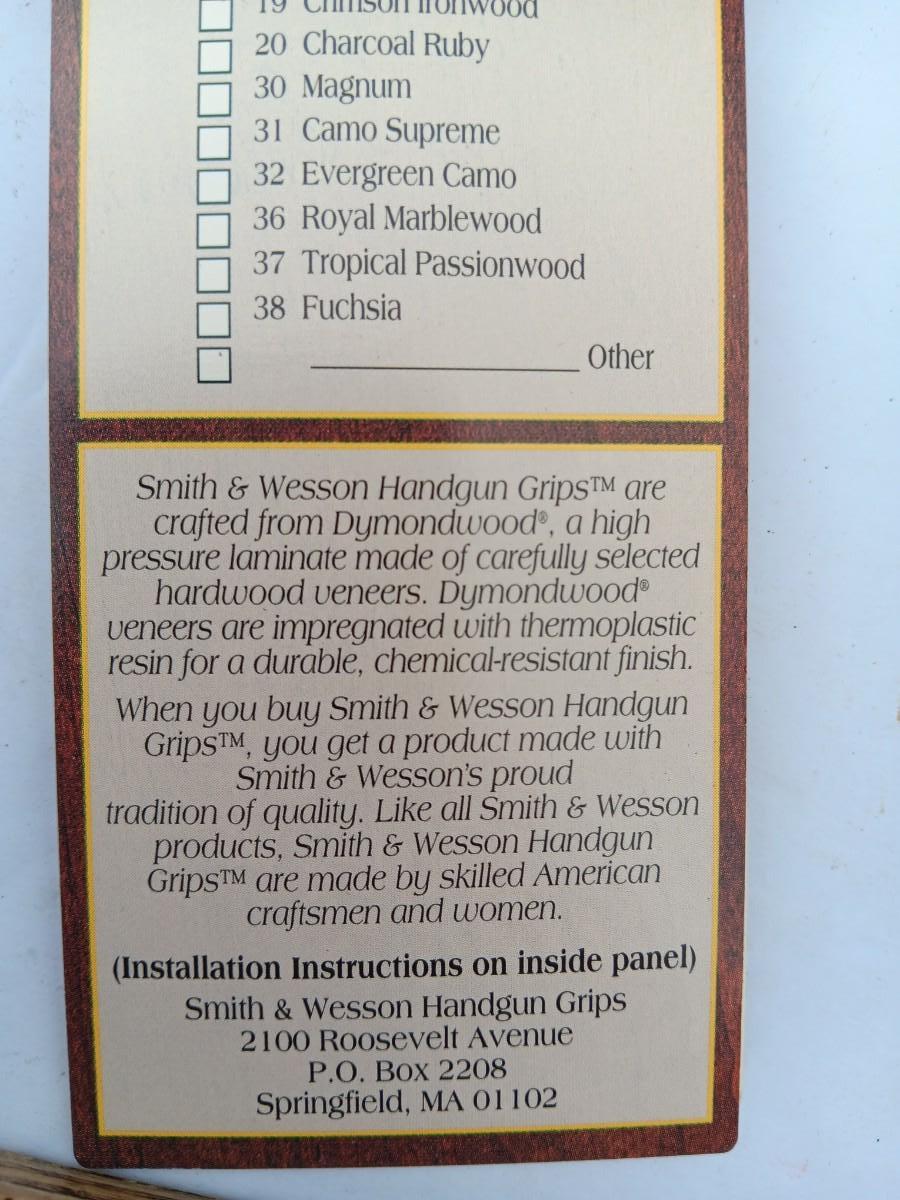 19 Crimson Ironwood
20 Charcoal Ruby
30 Magnum
31 Camo Supreme
32 Evergreen Camo
36 Royal Marblewood
37 Tropical Passionwood
38 Fuchsia
Other
Smith & Wesson Handgun Grips™ are
crafted from Dymondwood®, a high
pressure laminate made of carefully selected
hardwood veneers. Dymondwood®
veneers are impregnated with thermoplastic
resin for a durable, chemical-resistant finish.
When you buy Smith & Wesson Handgun
Grips™, you get a product made with
Smith & Wesson's proud
tradition of quality. Like all Smith & Wesson
products, Smith & Wesson Handgun
Grips™ are made by skilled American
craftsmen and women.
(Installation Instructions on inside panel)
Smith & Wesson Handgun Grips
2100 Roosevelt Avenue
P.O. Box 2208
Springfield, MA 01102